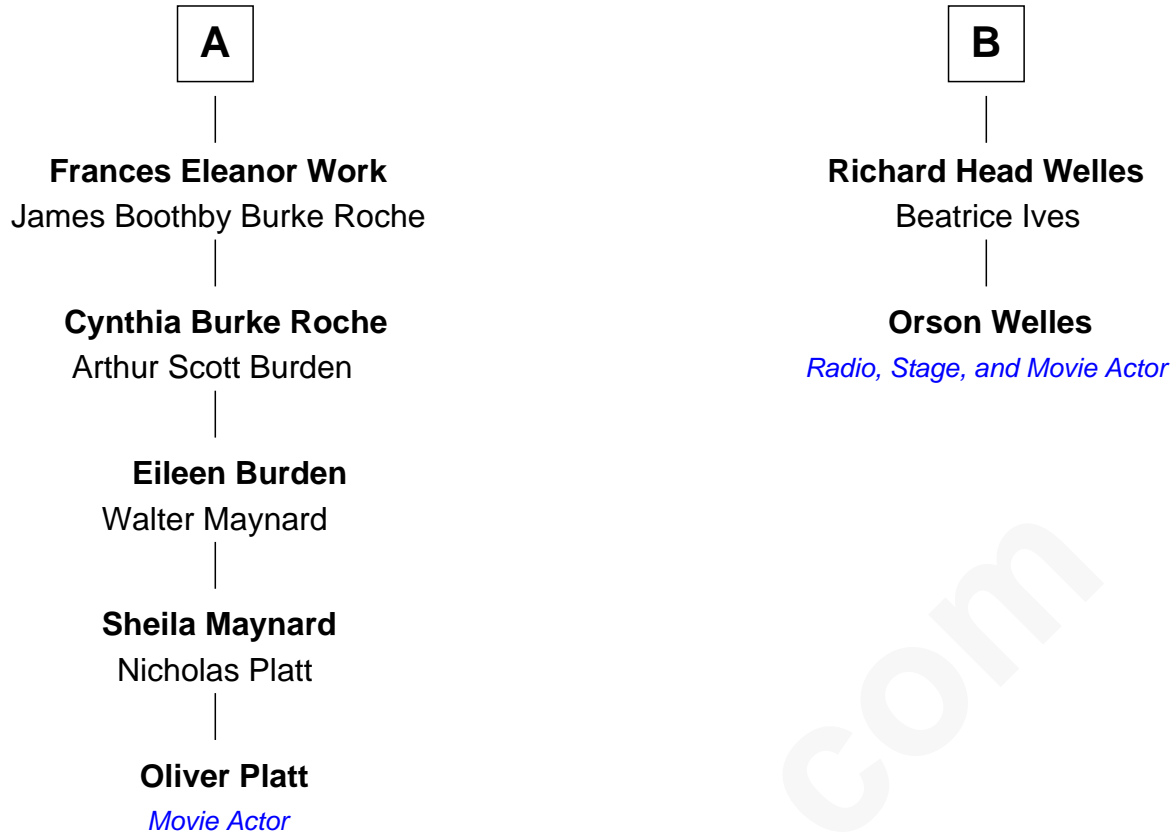 A
Frances Eleanor Work
James Boothby Burke Roche
Cynthia Burke Roche
Arthur Scott Burden
Eileen Burden
Walter Maynard
Sheila Maynard
Nicholas Platt
Oliver Platt
Movie Actor
B
Richard Head Welles
Beatrice Ives
Orson Welles
Radio, Stage, and Movie Actor
com